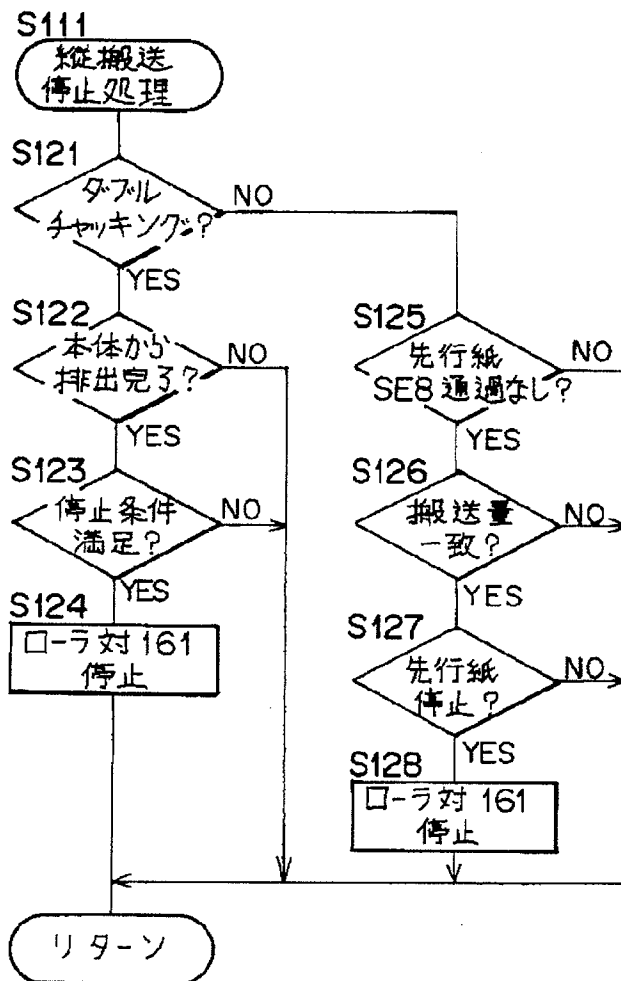 S111
縦搬送
停止処理
S121
ダブル
チャッキング?
NO
YES
S122
本体から
排出完了?
NO
YES
S123
停止条件
満足?
NO
YES
S124
ローラ対 161
停止
S125
先行紙
SE8 通過なし?
NO
YES
S126
搬送量
一致?
NO
YES
S127
先行紙
停止?
NO
YES
S128
ローラ対 161
停止
リターン